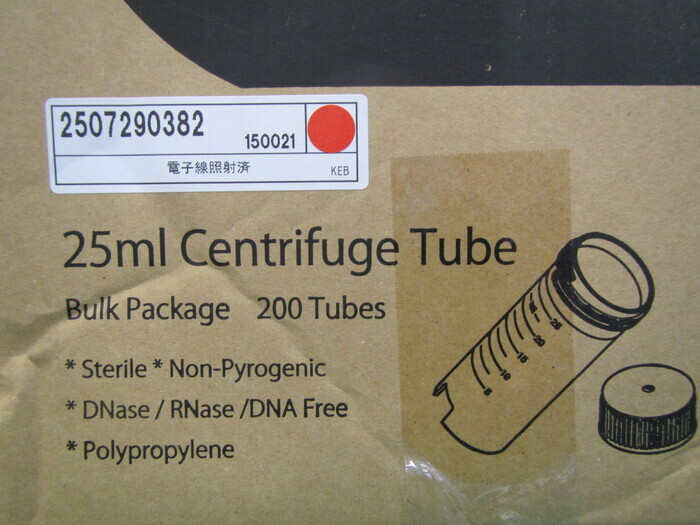 2507290382
150021
電子線照射済
KEB
25ml Centrifuge Tube
Bulk Package 200 Tubes
* Sterile * Non-Pyrogenic
* DNase / RNase /DNA Free
* Polypropylene